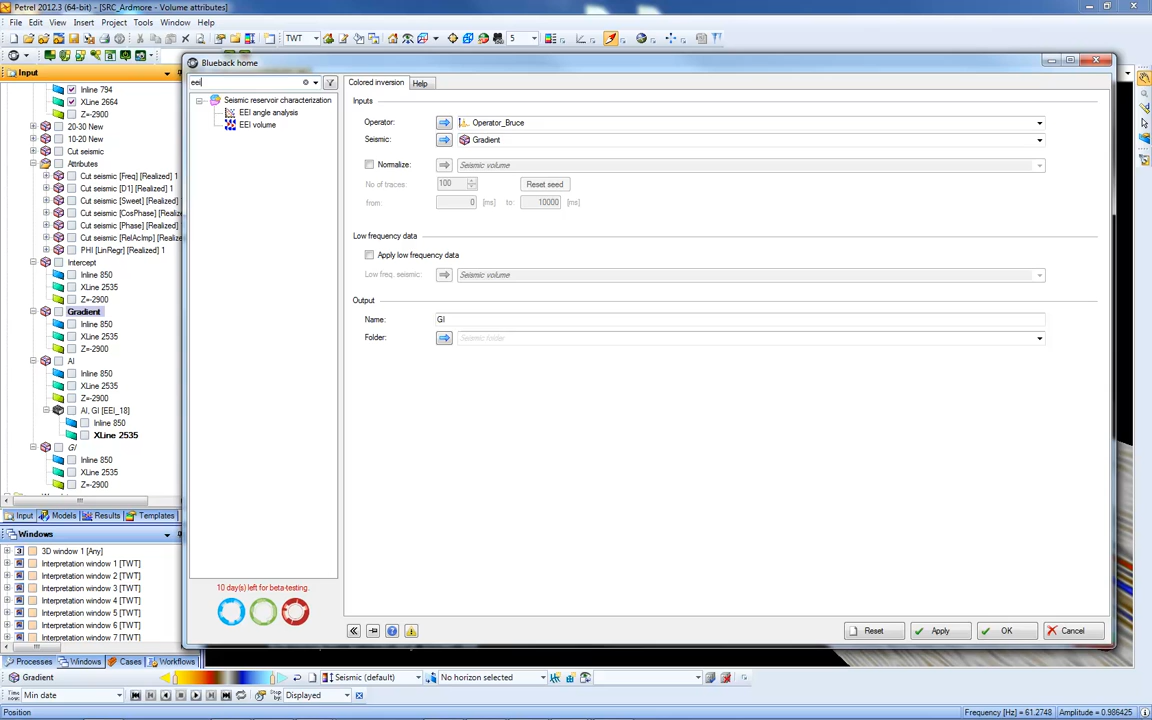 Petrel 2012.3 (64-bit) - [SRC_Ardmore - Volume attributes]
File Edit View Insert Project Tools Window Help
TWT 5
Input
Inline 794
XLine 2664
Z=-2900
20-30 New
10-20 New
Cut seismic
Attributes
Cut seismic [Freq] [Realized] 1
Cut seismic [D1] [Realized] 1
Cut seismic [Sweet] [Realized]
Cut seismic [CosPhase] [Realize
Cut seismic [Phase] [Realized] 1
Cut seismic [RelAcImp] [Realize
PHI [LinRegr] [Realized] 1
Intercept
Inline 850
XLine 2535
Z=-2900
Gradient
Inline 850
XLine 2535
Z=-2900
AI
Inline 850
XLine 2535
Z=-2900
AI, GI [EEI_18]
Inline 850
XLine 2535
GI
Inline 850
XLine 2535
Z=-2900
Input Models Results Templates
Windows
3D window 1 [Any]
Interpretation window 1 [TWT]
Interpretation window 2 [TWT]
Interpretation window 3 [TWT]
Interpretation window 4 [TWT]
Interpretation window 5 [TWT]
Interpretation window 6 [TWT]
Interpretation window 7 [TWT]
Processes Windows Cases Workflows
Blueback home
eei
Seismic reservoir characterization
EEI angle analysis
EEI volume
10 day(s) left for beta-testing.
Colored inversion Help
Inputs
Operator: Operator_Bruce
Seismic: Gradient
Normalize: Seismic volume
No of traces: 100 Reset seed
from: 0 [ms] to: 10000 [ms]
Low frequency data
Apply low frequency data
Low freq. seismic: Seismic volume
Output
Name: GI
Folder: Seismic folder
Reset Apply OK Cancel
Gradient Seismic (default) No horizon selected
Time now: Min date Step by: Displayed
Position Frequency [Hz] = 61.2748 Amplitude = 0.986425